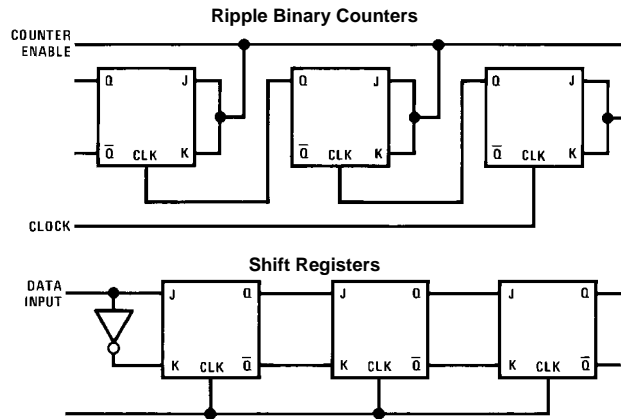 Ripple Binary Counters
COUNTER
ENABLE
Q J Q J Q J
Q̅ CLK K Q̅ CLK K Q̅ CLK K
CLOCK
Shift Registers
DATA
INPUT
J Q J Q J Q
K CLK Q̅ K CLK Q̅ K CLK Q̅